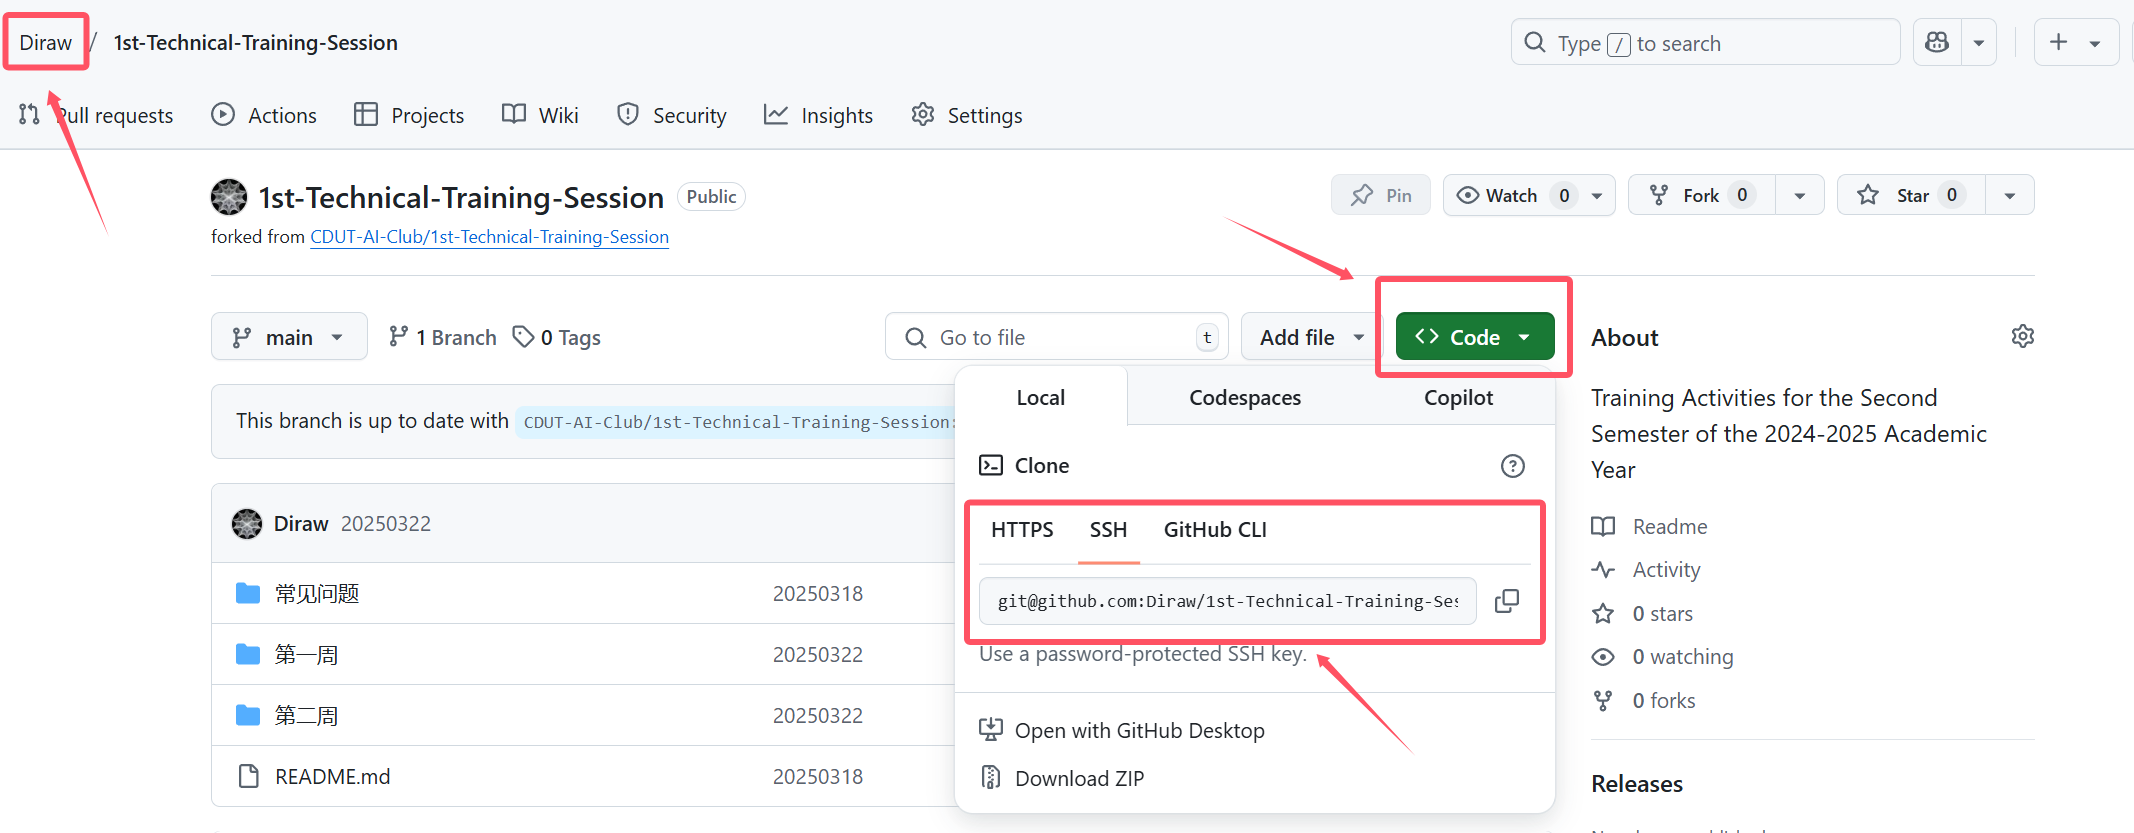 Diraw / 1st-Technical-Training-Session
Type / to search
Pull requests
Actions
Projects
Wiki
Security
Insights
Settings
1st-Technical-Training-Session
Public
Pin
Watch 0
Fork 0
Star 0
forked from CDUT-AI-Club/1st-Technical-Training-Session
main
1 Branch
0 Tags
Go to file
t
Add file
Code
This branch is up to date with CDUT-AI-Club/1st-Technical-Training-Session:
Diraw 20250322
常见问题 20250318
第一周 20250322
第二周 20250322
README.md 20250318
Local
Codespaces
Copilot
Clone
HTTPS
SSH
GitHub CLI
git@github.com:Diraw/1st-Technical-Training-Ses
Use a password-protected SSH key.
Open with GitHub Desktop
Download ZIP
About
Training Activities for the Second
Semester of the 2024-2025 Academic
Year
Readme
Activity
0 stars
0 watching
0 forks
Releases